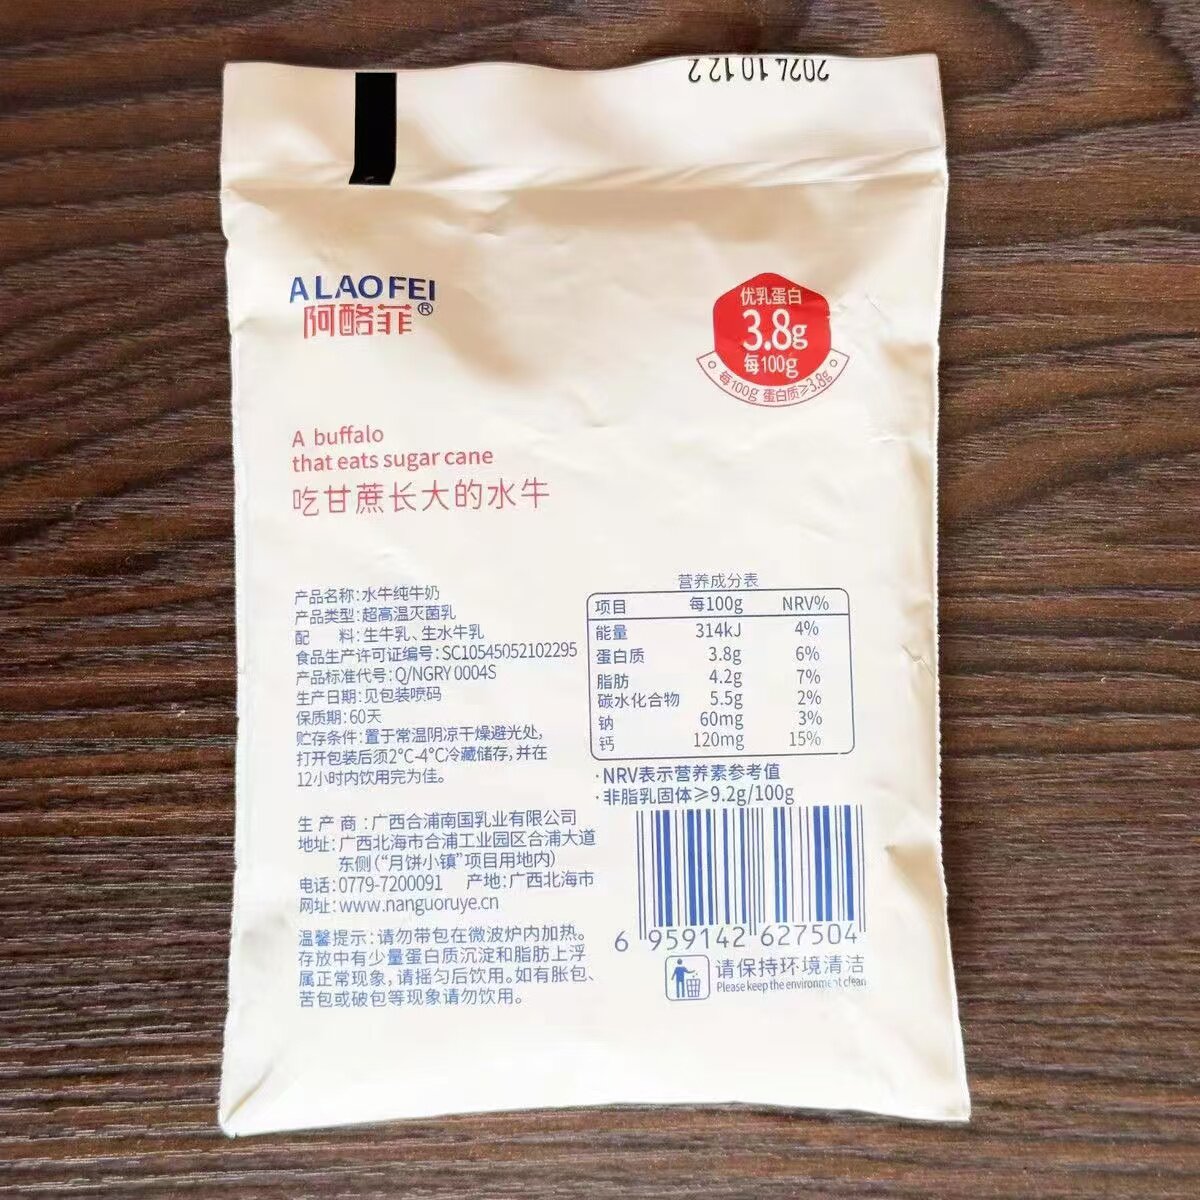 2024 10 12 2
ALAOFEI
阿酪菲®
优乳蛋白
3.8g
每100g
每100g 蛋白质≥3.8g
A buffalo
that eats sugar cane
吃甘蔗长大的水牛
产品名称:水牛纯牛奶
产品类型:超高温灭菌乳
配 料:生牛乳、生水牛乳
食品生产许可证编号:SC10545052102295
产品标准代号:Q/NGRY 0004S
生产日期:见包装喷码
保质期:60天
贮存条件:置于常温阴凉干燥避光处,
打开包装后须2°C-4°C冷藏储存,并在
12小时内饮用完为佳。
营养成分表
项目 每100g NRV%
能量 314kJ 4%
蛋白质 3.8g 6%
脂肪 4.2g 7%
碳水化合物 5.5g 2%
钠 60mg 3%
钙 120mg 15%
·NRV表示营养素参考值
·非脂乳固体≥9.2g/100g
生产商:广西合浦南国乳业有限公司
地址:广西北海市合浦工业园区合浦大道
东侧(“月饼小镇”项目用地内)
电话:0779-7200091 产地:广西北海市
网址:www.nanguoruye.cn
温馨提示:请勿带包在微波炉内加热。
存放中有少量蛋白质沉淀和脂肪上浮
属正常现象,请摇匀后饮用。如有胀包、
苦包或破包等现象请勿饮用。
6 959142 627504
请保持环境清洁
Please keep the environment clean